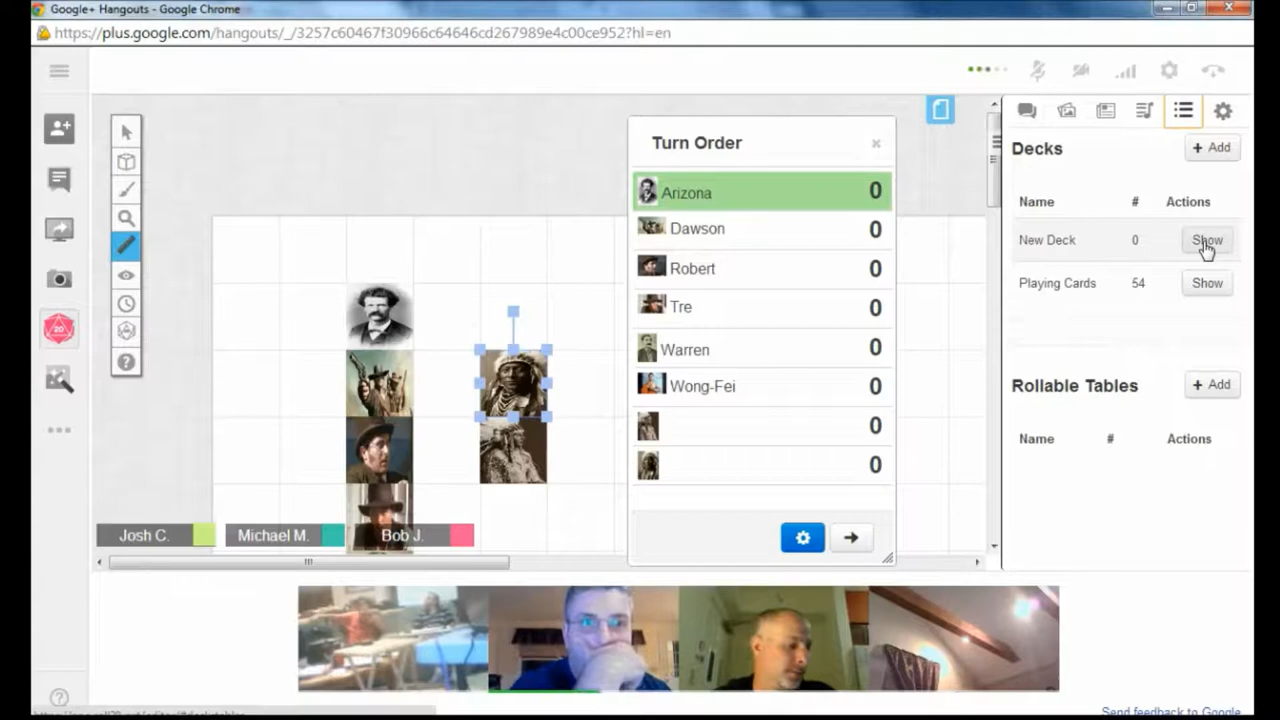 Google+ Hangouts - Google Chrome
https://plus.google.com/hangouts/_/3257c60467f30966c64646cd267989e4c00ce952?hl=en
Turn Order ×
Arizona 0
Dawson 0
Robert 0
Tre 0
Warren 0
Wong-Fei 0
0
0
Decks + Add
Name # Actions
New Deck 0 Show
Playing Cards 54 Show
Rollable Tables + Add
Name # Actions
20
Josh C. Michael M. Bob J.
Send feedback to Google